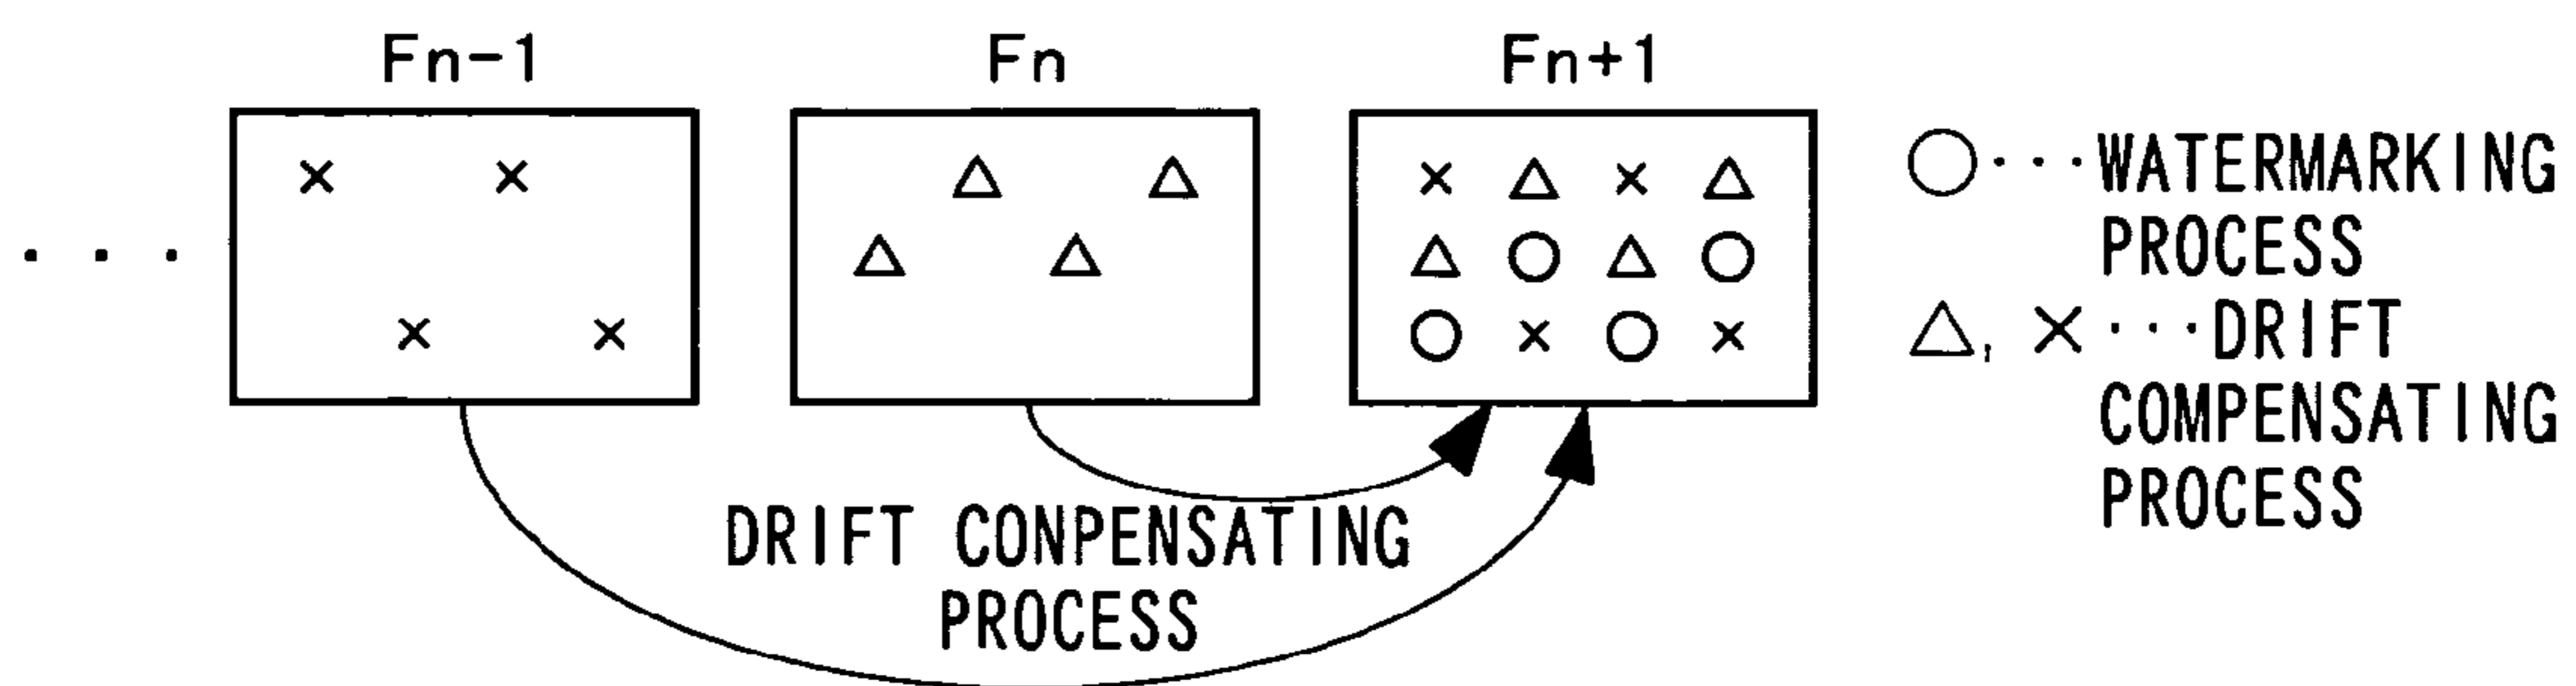 Fn-1
Fn
Fn+1
○···WATERMARKING
PROCESS
△, ×···DRIFT
COMPENSATING
PROCESS
DRIFT CONPENSATING
PROCESS